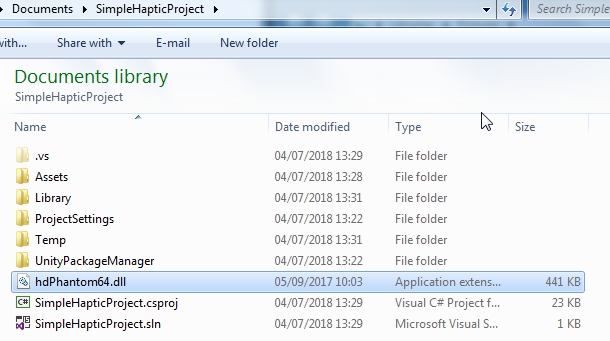 Documents SimpleHapticProject Search Simple
with... Share with E-mail New folder
Documents library
SimpleHapticProject
Name Date modified Type Size
.vs 04/07/2018 13:29 File folder
Assets 04/07/2018 13:28 File folder
Library 04/07/2018 13:31 File folder
ProjectSettings 04/07/2018 13:22 File folder
Temp 04/07/2018 13:31 File folder
UnityPackageManager 04/07/2018 13:22 File folder
hdPhantom64.dll 05/09/2017 10:03 Application extens... 441 KB
SimpleHapticProject.csproj 04/07/2018 13:29 Visual C# Project f... 23 KB
SimpleHapticProject.sln 04/07/2018 13:29 Microsoft Visual S... 1 KB